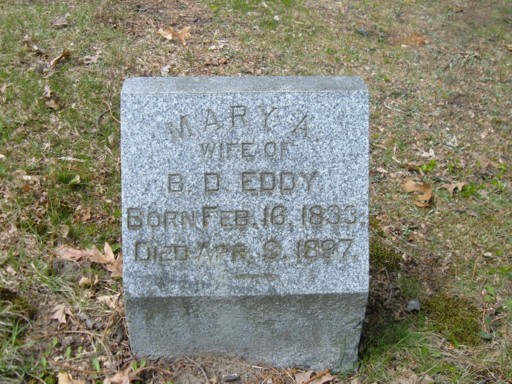 MARY A.
WIFE OF
B. D. EDDY
BORN FEB. 16, 1833.
DIED APR. 1897.